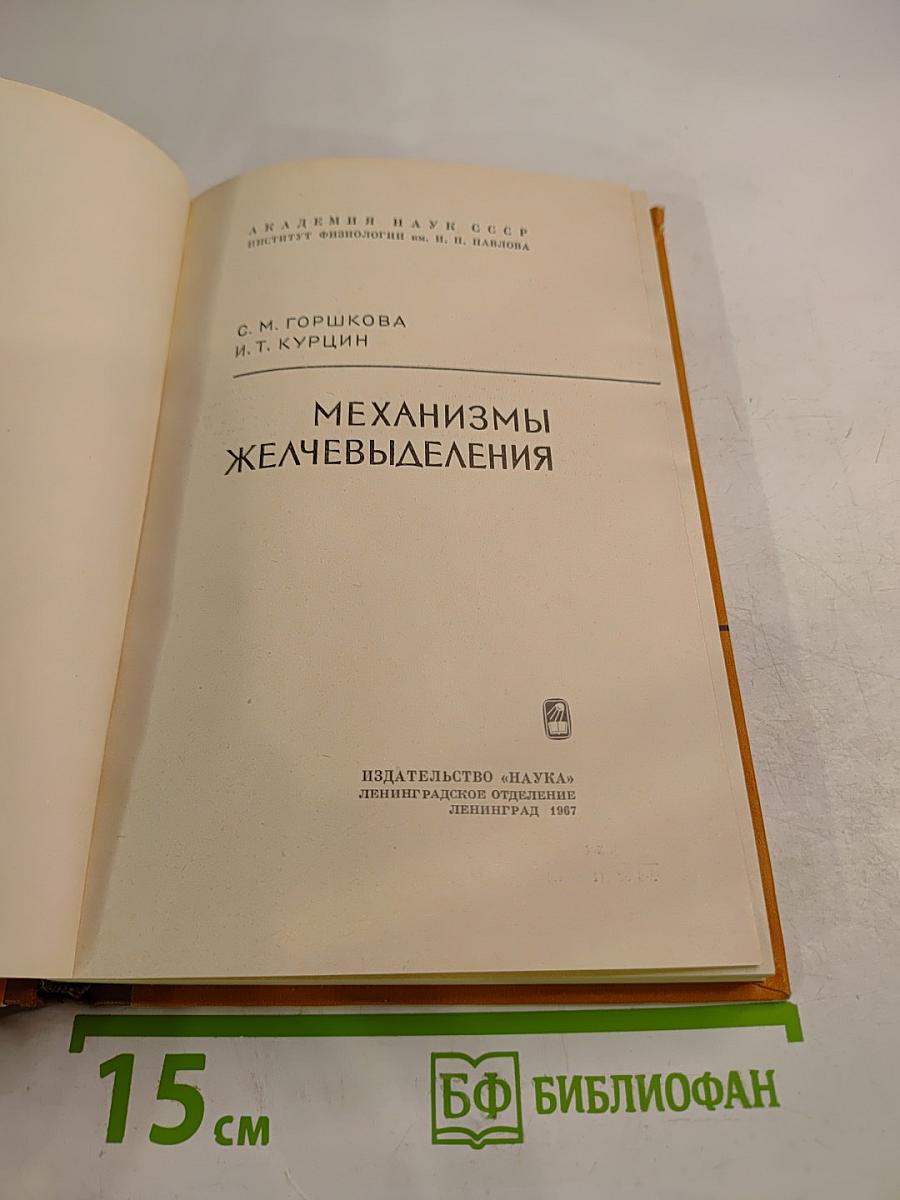 АКАДЕМИЯ НАУК СССР
ИНСТИТУТ ФИЗИОЛОГИИ им. И. П. ПАВЛОВА
С. М. ГОРШКОВА
И. Т. КУРЦИН
МЕХАНИЗМЫ
ЖЕЛЧЕВЫДЕЛЕНИЯ
ИЗДАТЕЛЬСТВО «НАУКА»
ЛЕНИНГРАДСКОЕ ОТДЕЛЕНИЕ
ЛЕНИНГРАД 1967
15 см
БФ БИБЛИОФАН